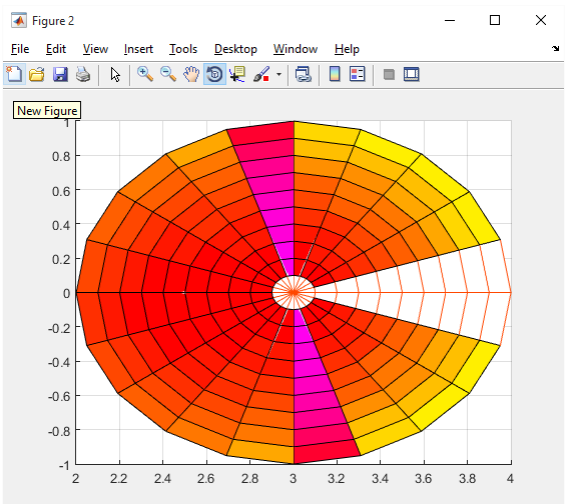 Figure 2
File Edit View Insert Tools Desktop Window Help
New Figure
1
0.8
0.6
0.4
0.2
0
-0.2
-0.4
-0.6
-0.8
-1
2 2.2 2.4 2.6 2.8 3 3.2 3.4 3.6 3.8 4